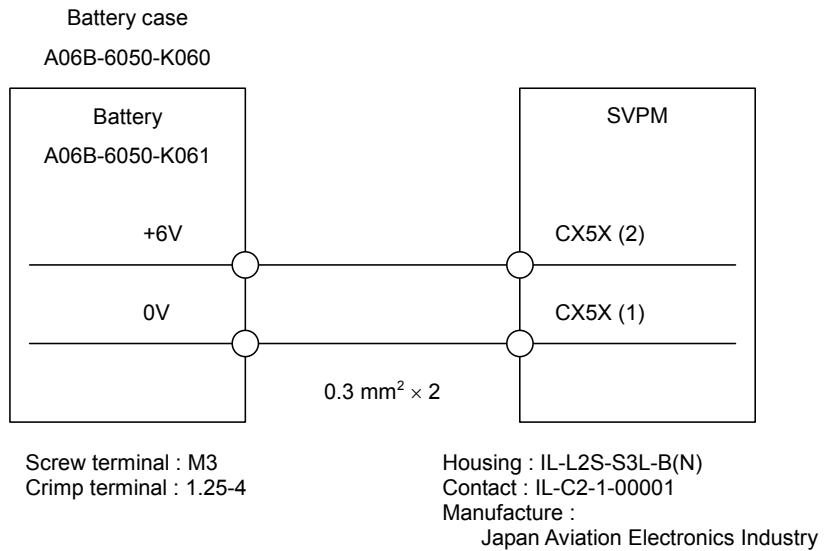 Battery case
A06B-6050-K060
Battery
A06B-6050-K061
SVPM
+6V
CX5X (2)
0V
CX5X (1)
0.3 mm² × 2
Screw terminal : M3
Crimp terminal : 1.25-4
Housing : IL-L2S-S3L-B(N)
Contact : IL-C2-1-00001
Manufacture :
Japan Aviation Electronics Industry